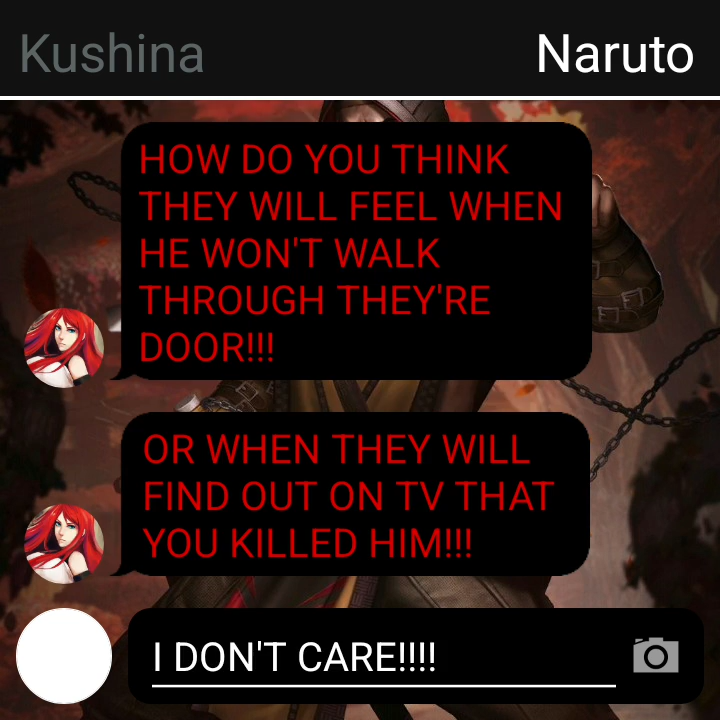 Kushina Naruto
HOW DO YOU THINK
THEY WILL FEEL WHEN
HE WON'T WALK
THROUGH THEY'RE
DOOR!!!
OR WHEN THEY WILL
FIND OUT ON TV THAT
YOU KILLED HIM!!!
I DON'T CARE!!!!